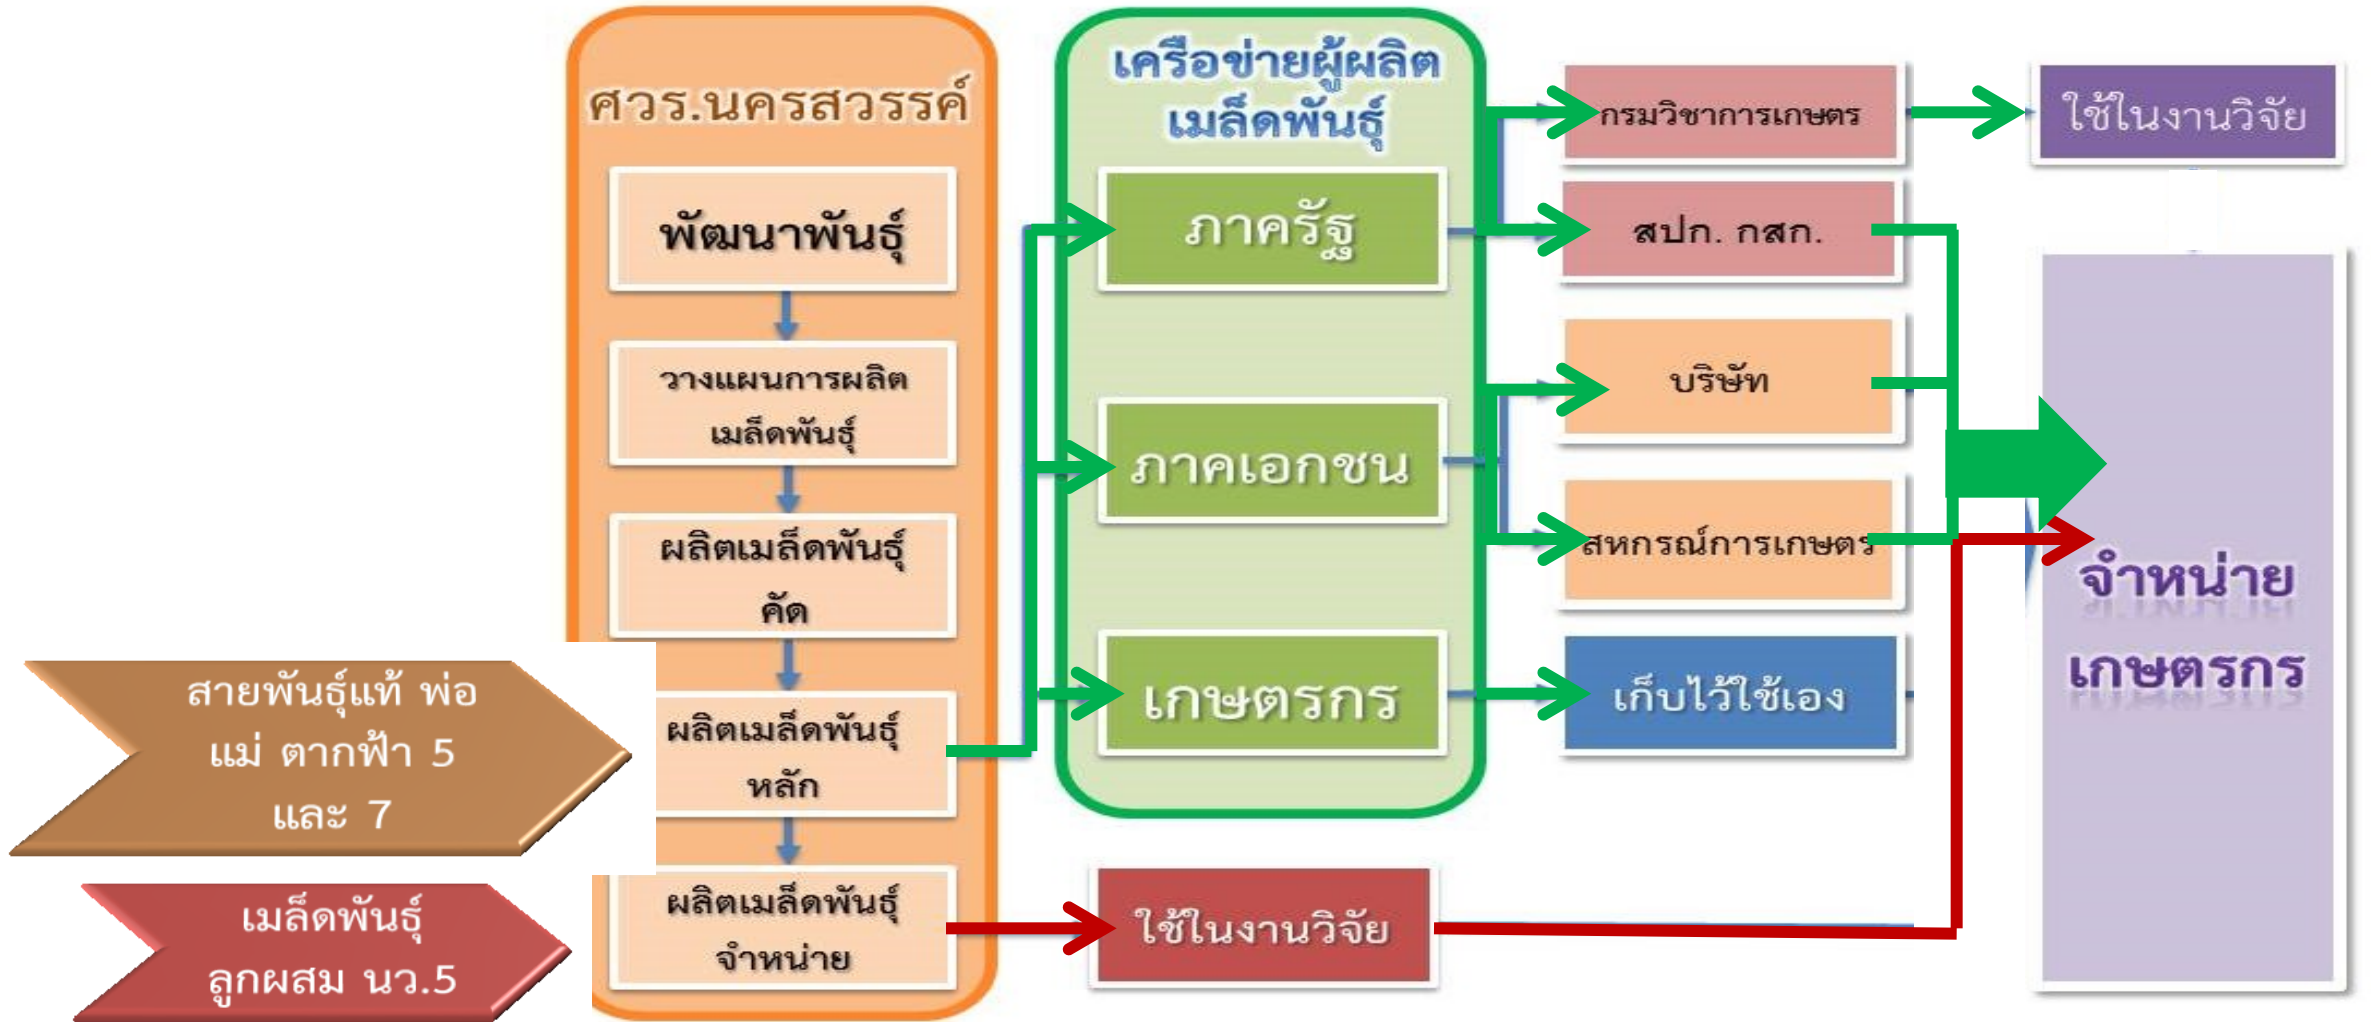 ศวร.นครสวรรค์
พัฒนาพันธุ์
วางแผนการผลิต
เมล็ดพันธุ์
ผลิตเมล็ดพันธุ์
คัด
ผลิตเมล็ดพันธุ์
หลัก
ผลิตเมล็ดพันธุ์
จำหน่าย
สายพันธุ์แท้ พ่อ
แม่ ตากฟ้า 5
และ 7
เมล็ดพันธุ์
ลูกผสม นว.5
เครือข่ายผู้ผลิต
เมล็ดพันธุ์
ภาครัฐ
ภาคเอกชน
เกษตรกร
ใช้ในงานวิจัย
กรมวิชาการเกษตร
สปก. กสก.
บริษัท
สหกรณ์การเกษตร
เก็บไว้ใช้เอง
ใช้ในงานวิจัย
จำหน่าย
เกษตรกร